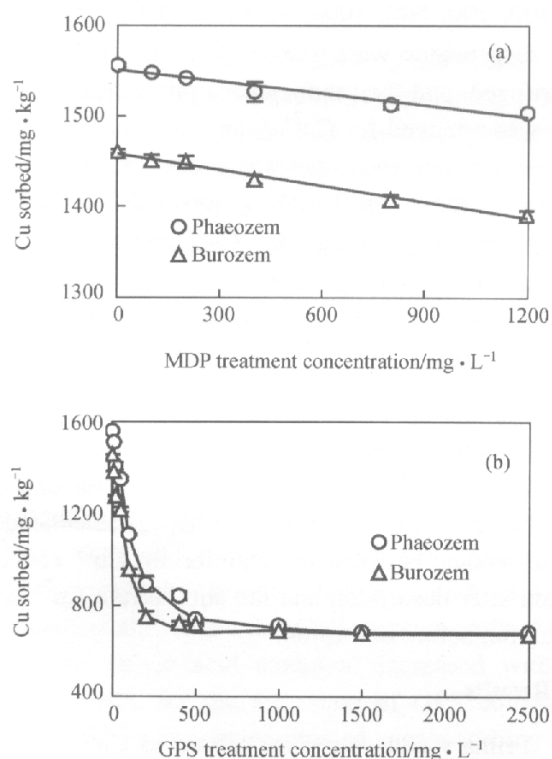 1600
(a)
1500
Cu sorbed/mg • kg⁻¹
1400
Phaeozem
Burozem
1300
0 300 600 900 1200
MDP treatment concentration/mg • L⁻¹
1600
(b)
1200
Cu sorbed/mg • kg⁻¹
Phaeozem
800
Burozem
400
0 500 1000 1500 2000 2500
GPS treatment concentration/mg • L⁻¹